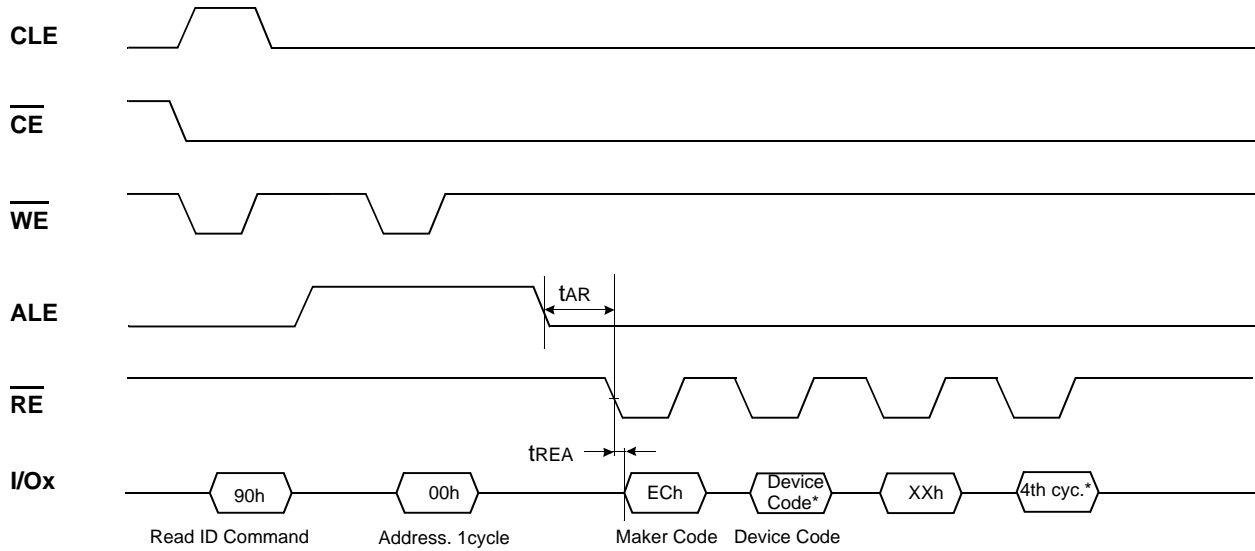 CLE
CE
WE
ALE
tAR
RE
tREA
I/Ox
90h
00h
ECh
Device
Code*
XXh
4th cyc.*
Read ID Command
Address. 1cycle
Maker Code
Device Code